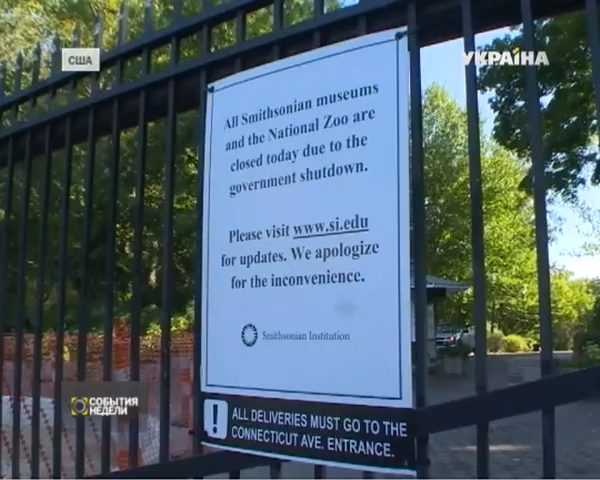 США
УКРАЇНА
All Smithsonian museums
and the National Zoo are
closed today due to the
government shutdown.
Please visit www.si.edu
for updates. We apologize
for the inconvenience.
Smithsonian Institution
СОБЫТИЯ
НЕДЕЛИ
! ALL DELIVERIES MUST GO TO THE
CONNECTICUT AVE. ENTRANCE.